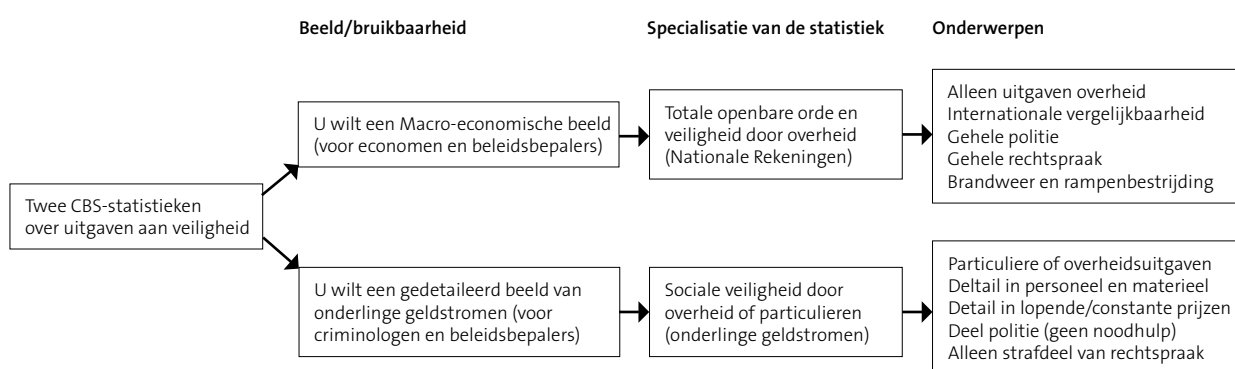 Beeld/bruikbaarheid
Specialisatie van de statistiek
Onderwerpen
Twee CBS-statistieken
over uitgaven aan veiligheid
U wilt een Macro-economische beeld
(voor economen en beleidsbepalers)
Totale openbare orde en
veiligheid door overheid
(Nationale Rekeningen)
Alleen uitgaven overheid
Internationale vergelijkbaarheid
Gehele politie
Gehele rechtspraak
Brandweer en rampenbestrijding
U wilt een gedetaileerd beeld van
onderlinge geldstromen (voor
criminologen en beleidsbepalers)
Sociale veiligheid door
overheid of particulieren
(onderlinge geldstromen)
Particuliere of overheidsuitgaven
Deltail in personeel en materieel
Detail in lopende/constante prijzen
Deel politie (geen noodhulp)
Alleen strafdeel van rechtspraak